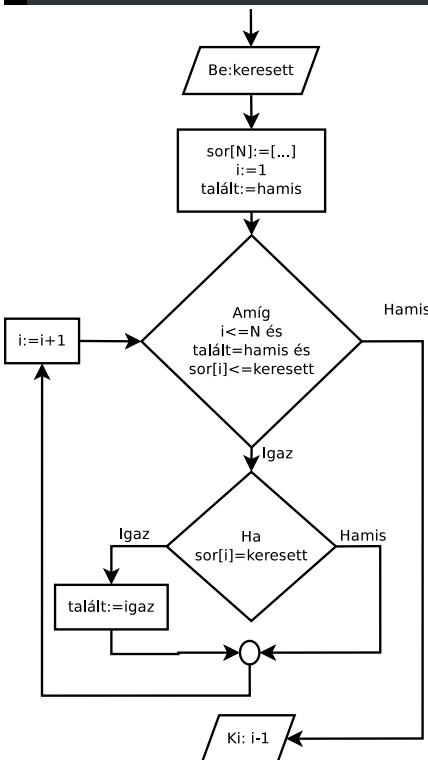 Be:keresett
sor[N]:=[...]
i:=1
talált:=hamis
Amíg
i<=N és
talált=hamis és
sor[i]<=keresett
Hamis
i:=i+1
Igaz
Ha
sor[i]=keresett
Igaz
Hamis
talált:=igaz
Ki: i-1